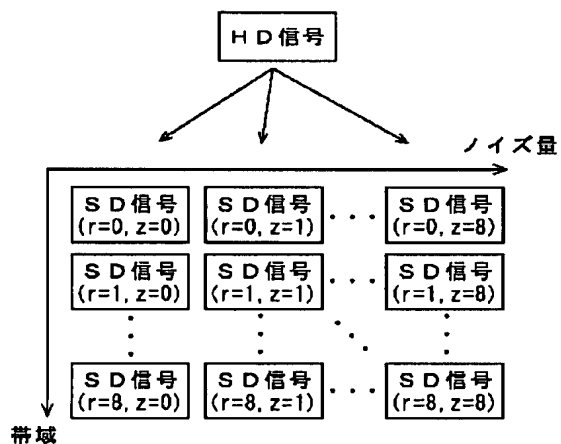 HD信号
ノイズ量
SD信号 SD信号 ・・・ SD信号
(r=0, z=0) (r=0, z=1) (r=0, z=8)
SD信号 SD信号 ・・・ SD信号
(r=1, z=0) (r=1, z=1) (r=1, z=8)
SD信号 SD信号 ・・・ SD信号
(r=8, z=0) (r=8, z=1) (r=8, z=8)
帯域